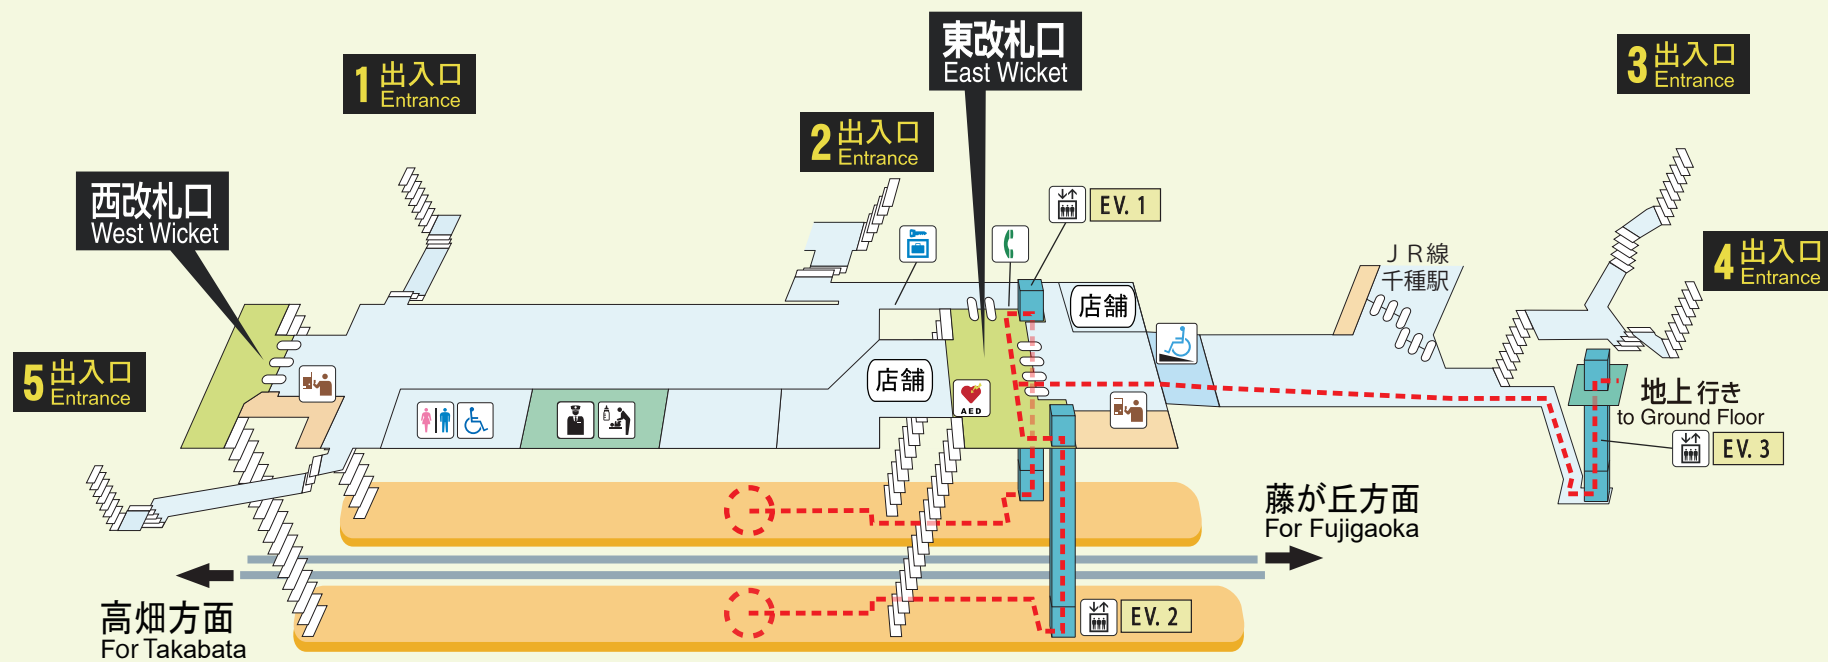 東改札口
East Wicket
3 出入口
Entrance
1 出入口
Entrance
2 出入口
Entrance
西改札口
West Wicket
EV. 1
4 出入口
Entrance
JR線
千種駅
店舗
5 出入口
Entrance
店舗
AED
地上行き
to Ground Floor
EV. 3
藤が丘方面
For Fujigaoka
高畑方面
For Takabata
EV. 2